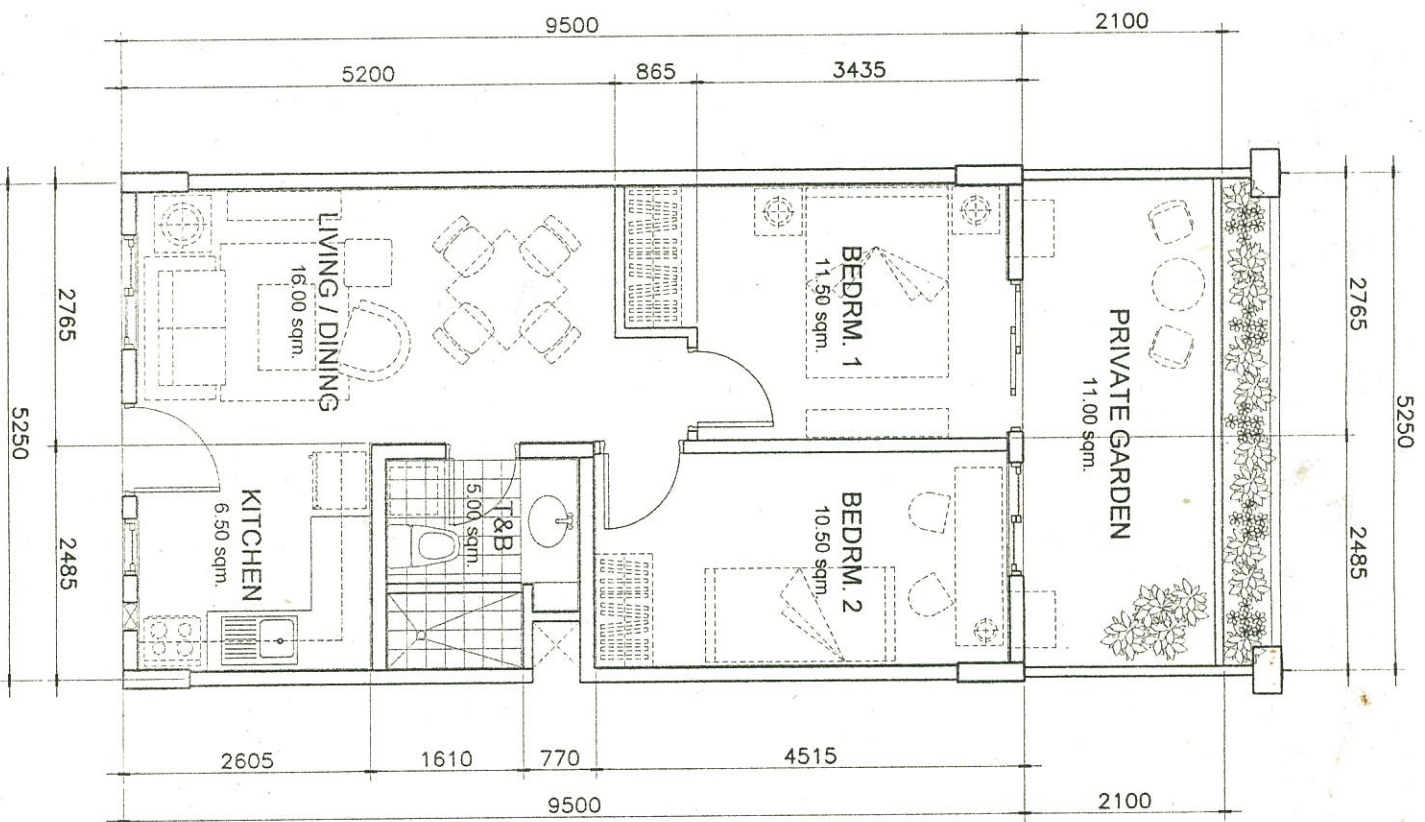 9500
2100
5200
865
3435
2765
5250
2485
LIVING / DINING
16.00 sqm.
BEDRM. 1
11.50 sqm.
PRIVATE GARDEN
11.00 sqm.
KITCHEN
6.50 sqm.
T&B
5.00 sqm.
BEDRM. 2
10.50 sqm.
2765
5250
2485
2605
1610
770
4515
9500
2100